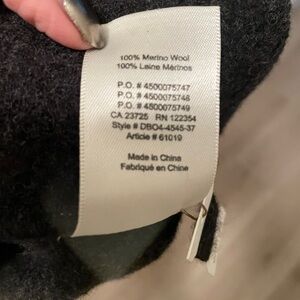 100% Merino Wool
100% Laine Mérinos
P.O. # 4500075747
P.O. # 4500075748
P.O. # 4500075749
CA 23725 RN 122354
Style # DBO4-4545-37
Article # 61019
Made in China
Fabriqué en Chine